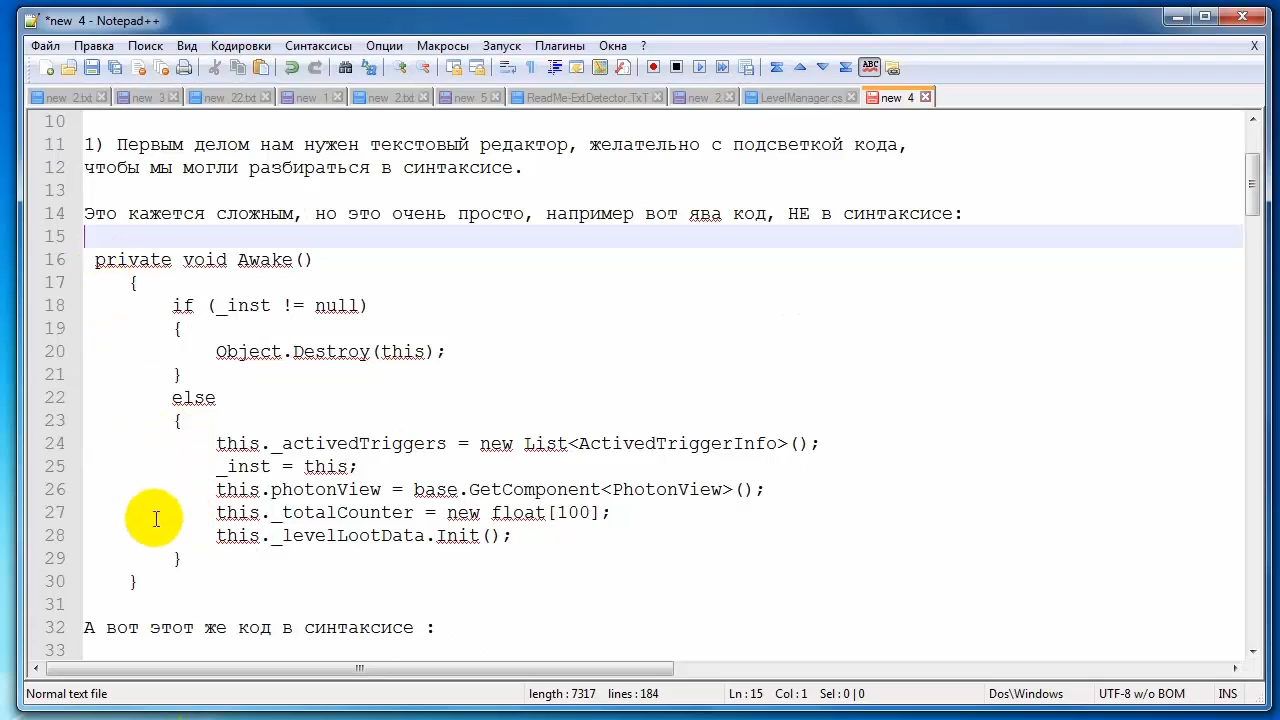 *new  4 - Notepad++
Файл Правка Поиск Вид Кодировки Синтаксисы Опции Макросы Запуск Плагины Окна ? X
new  2.txt new  3 new  22.txt new  1 new  2.txt new  5 ReadMe-ExtDetector.TxT new  2 LevelManager.cs new  4
10
11 1) Первым делом нам нужен текстовый редактор, желательно с подсветкой кода,
12 чтобы мы могли разбираться в синтаксисе.
13
14 Это кажется сложным, но это очень просто, например вот ява код, НЕ в синтаксисе:
15
16 private void Awake()
17 {
18 if (_inst != null)
19 {
20 Object.Destroy(this);
21 }
22 else
23 {
24 this._activedTriggers = new List<ActivedTriggerInfo>();
25 _inst = this;
26 this.photonView = base.GetComponent<PhotonView>();
27 this._totalCounter = new float[100];
28 this._levelLootData.Init();
29 }
30 }
31
32 А вот этот же код в синтаксисе :
33
Normal text file length : 7317 lines : 184 Ln : 15 Col : 1 Sel : 0 | 0 Dos\Windows UTF-8 w/o BOM INS